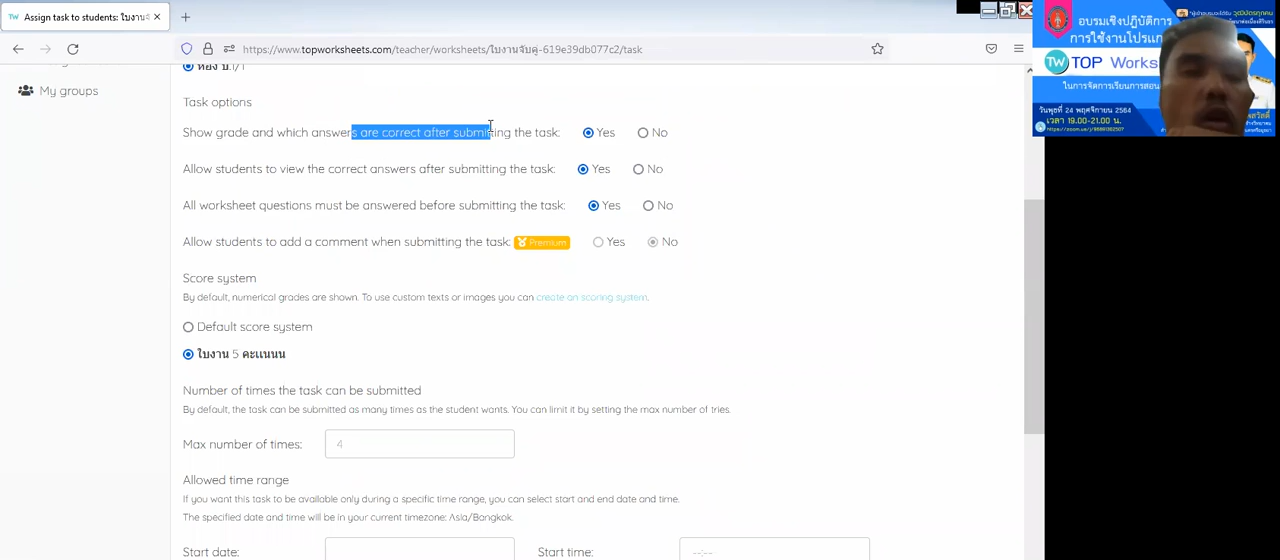 Assign task to students: ใบงานจั
https://www.topworksheets.com/teacher/worksheets/ใบงานจับคู่-619e39db077c2/task
My groups
ห้อง ป.1/1
Task options
Show grade and which answers are correct after submitting the task: Yes No
Allow students to view the correct answers after submitting the task: Yes No
All worksheet questions must be answered before submitting the task: Yes No
Allow students to add a comment when submitting the task: Premium Yes No
Score system
By default, numerical grades are shown. To use custom texts or images you can create an scoring system.
Default score system
ใบงาน 5 คะเเนนน
Number of times the task can be submitted
By default, the task can be submitted as many times as the student wants. You can limit it by setting the max number of tries.
Max number of times: 4
Allowed time range
If you want this task to be available only during a specific time range, you can select start and end date and time.
The specified date and time will be in your current timezone: Asia/Bangkok.
Start date: Start time: --:--
อบรมเชิงปฏิบัติการ
การใช้งานโปรแก
TW TOP Works
ในการจัดการเรียนการสอน
วันพุธที่ 24 พฤศจิกายน 2564
เวลา 19.00-21.00 น.